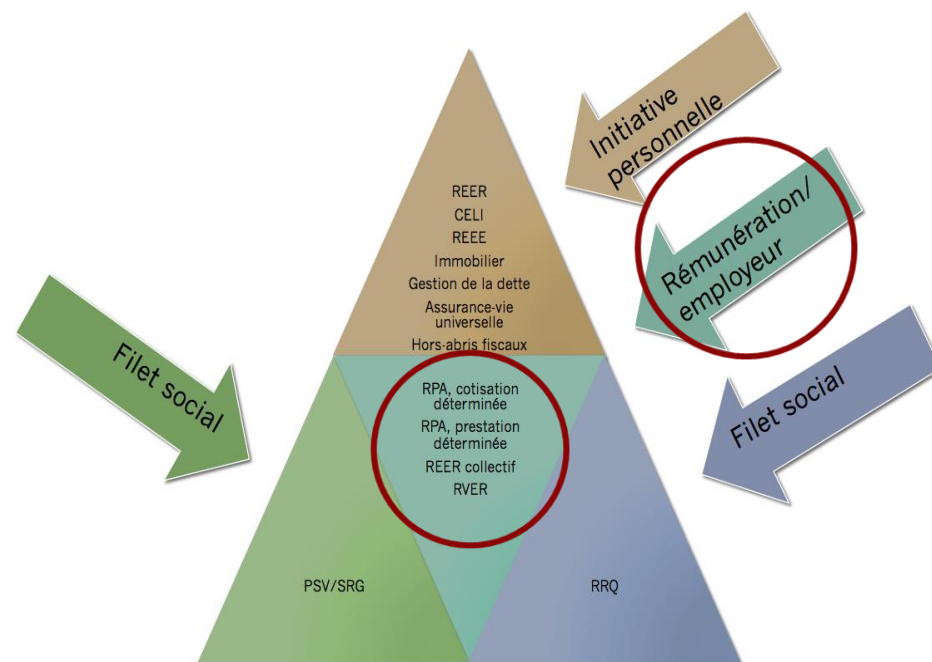 Initiative
personnelle
Rémunération/
employeur
Filet social
Filet social
REER
CELI
REEE
Immobilier
Gestion de la dette
Assurance-vie
universelle
Hors-abris fiscaux
RPA, cotisation
déterminée
RPA, prestation
déterminée
REER collectif
RVER
PSV/SRG
RRQ